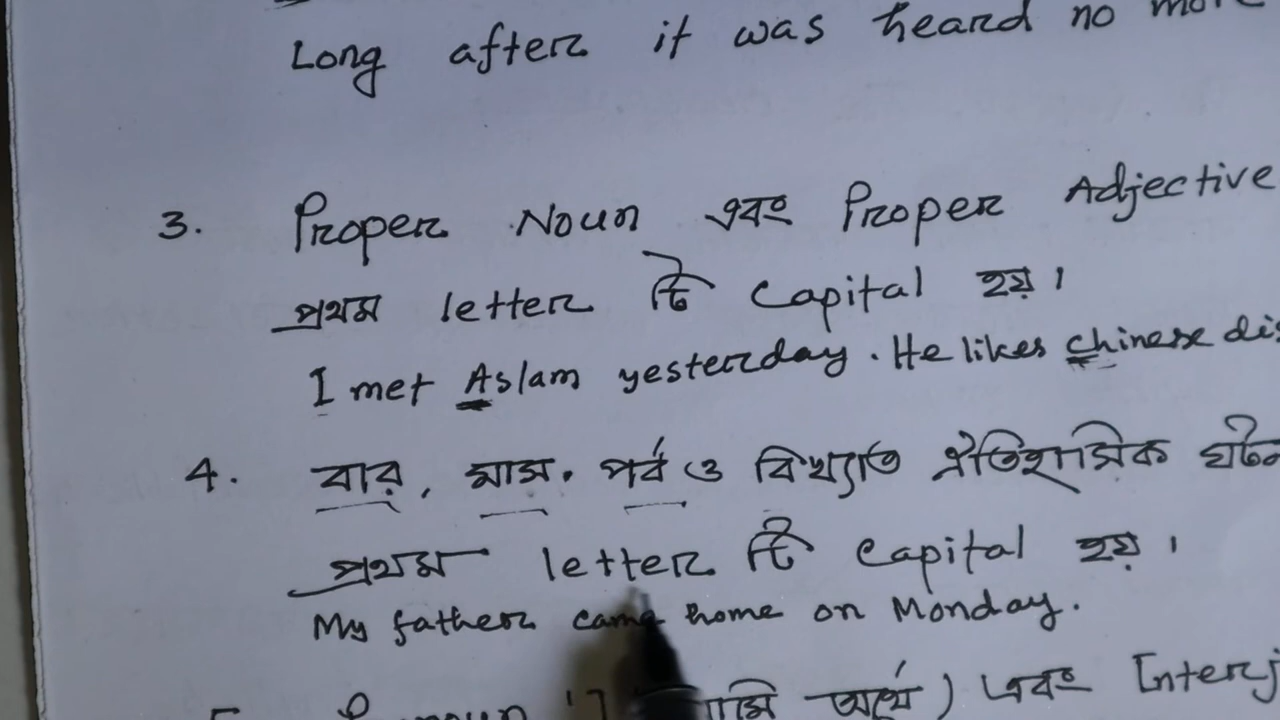 Long after it was heard no
3. Proper Noun এবং Proper Adjective
প্রথম letter টি Capital হয়।
I met Aslam yesterday. He likes Chinese
4. বার, মাস. পর্ব ও বিখ্যাত ঐতিহাসিক
প্রথম letter টি Capital হয়।
My father came home on Monday.
অর্থে) এবং